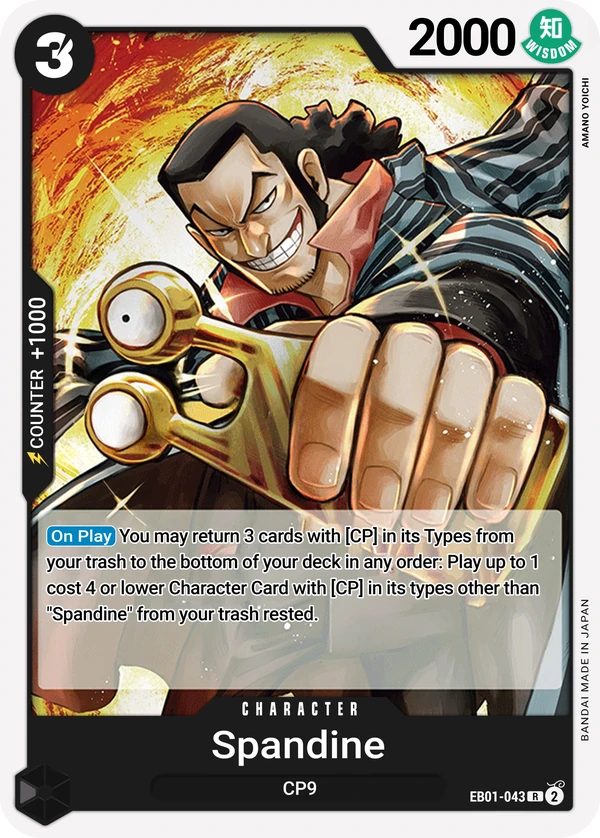 3
2000
知
WISDOM
AMANO YOICHI
COUNTER +1000
On Play You may return 3 cards with [CP] in its Types from
your trash to the bottom of your deck in any order: Play up to 1
cost 4 or lower Character Card with [CP] in its types other than
"Spandine" from your trash rested.
BANDAI MADE IN JAPAN
CHARACTER
Spandine
CP9
EB01-043 R 2